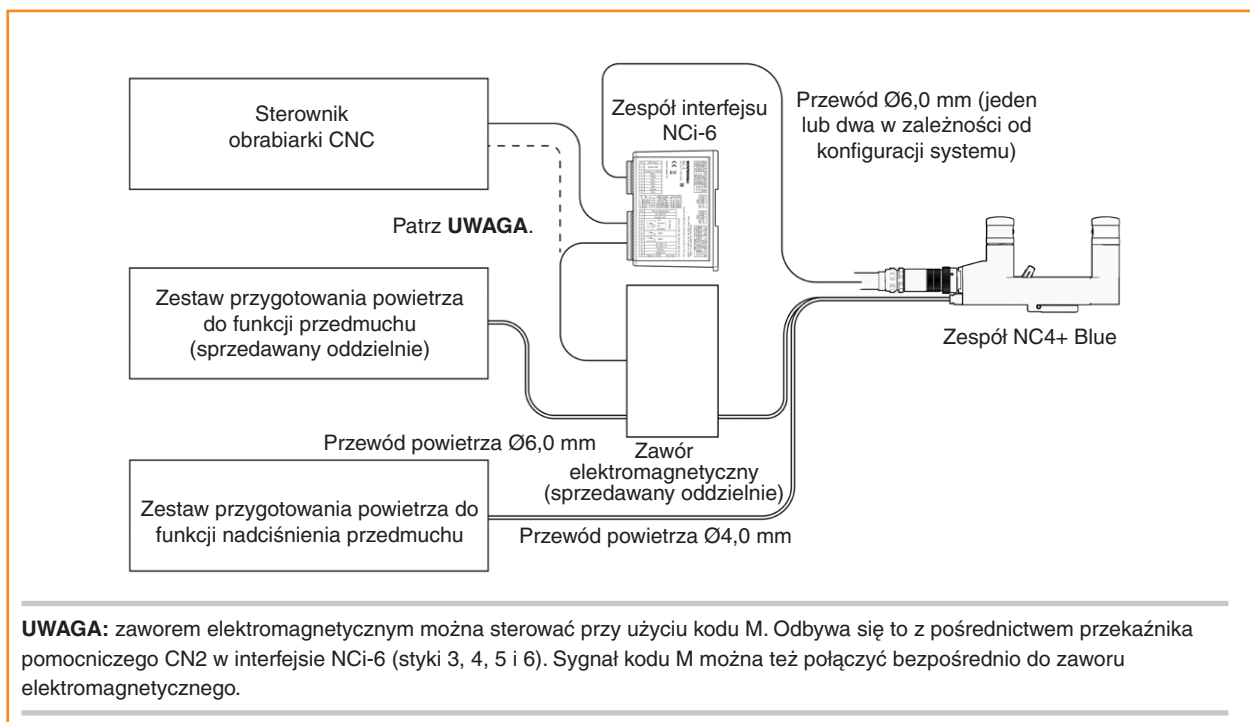 Sterownik
obrabiarki CNC
Zespół interfejsu
NCi-6
Przewód Ø6,0 mm (jeden
lub dwa w zależności od
konfiguracji systemu)
Patrz UWAGA.
Zestaw przygotowania powietrza
do funkcji przedmuchu
(sprzedawany oddzielnie)
Zespół NC4+ Blue
Przewód powietrza Ø6,0 mm
Zawór
elektromagnetyczny
(sprzedawany oddzielnie)
Zestaw przygotowania powietrza do
funkcji nadciśnienia przedmuchu
Przewód powietrza Ø4,0 mm
UWAGA: zaworem elektromagnetycznym można sterować przy użyciu kodu M. Odbywa się to z pośrednictwem przekaźnika
pomocniczego CN2 w interfejsie NCi-6 (styki 3, 4, 5 i 6). Sygnał kodu M można też połączyć bezpośrednio do zaworu
elektromagnetycznego.